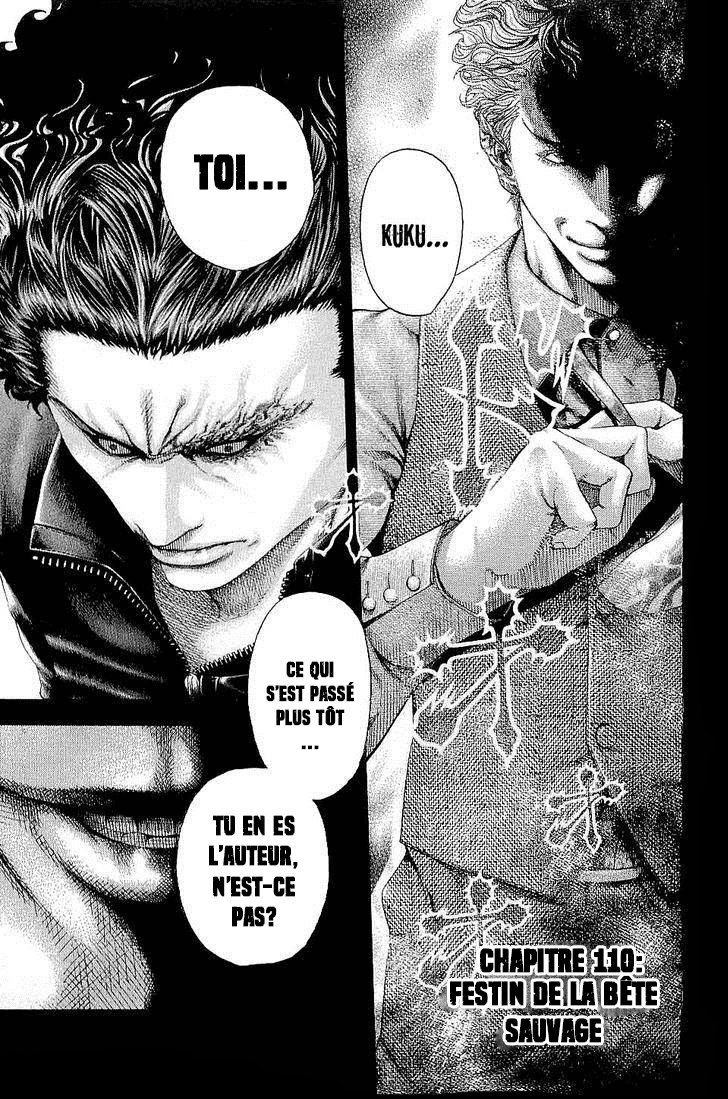 KUKU...
TOI...
CE QUI
S'EST PASSÉ
PLUS TÔT
...
TU EN ES
L'AUTEUR,
N'EST-CE
PAS?
CHAPITRE 110:
FESTIN DE LA BÊTE
SAUVAGE